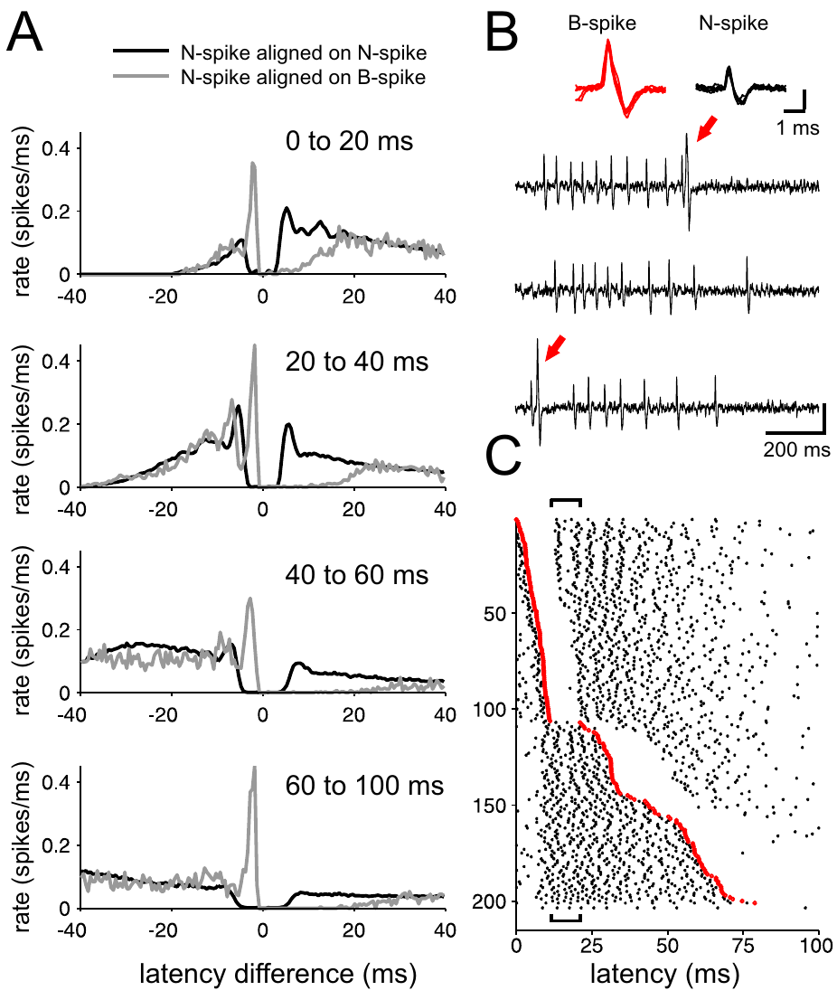 A
N-spike aligned on N-spike
N-spike aligned on B-spike
0 to 20 ms
rate (spikes/ms)
0.4
0.2
0
-40 -20 0 20 40
20 to 40 ms
rate (spikes/ms)
0.4
0.2
0
-40 -20 0 20 40
40 to 60 ms
rate (spikes/ms)
0.4
0.2
0
-40 -20 0 20 40
60 to 100 ms
rate (spikes/ms)
0.4
0.2
0
-40 -20 0 20 40
latency difference (ms)
B
B-spike N-spike
1 ms
200 ms
C
50
100
150
200
0 25 50 75 100
latency (ms)